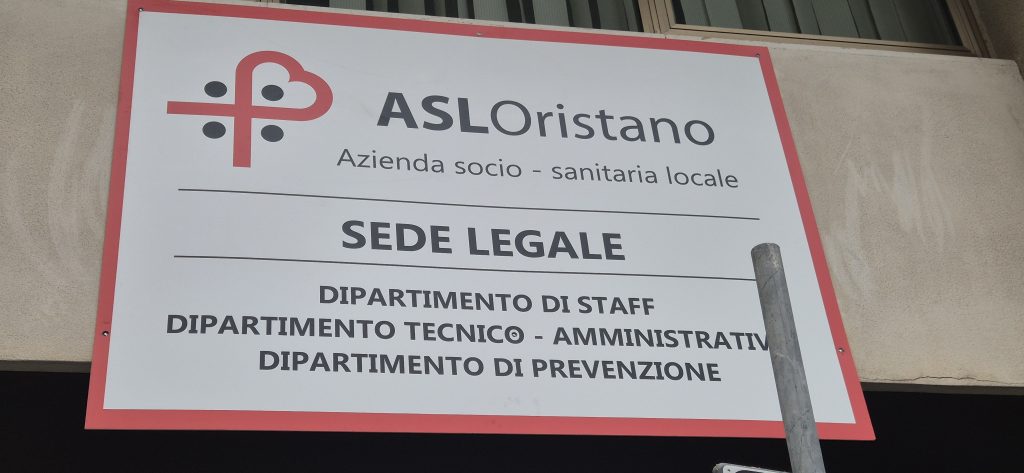 ASLOristano
Azienda socio - sanitaria locale
SEDE LEGALE
DIPARTIMENTO DI STAFF
DIPARTIMENTO TECNICO - AMMINISTRATIV
DIPARTIMENTO DI PREVENZIONE